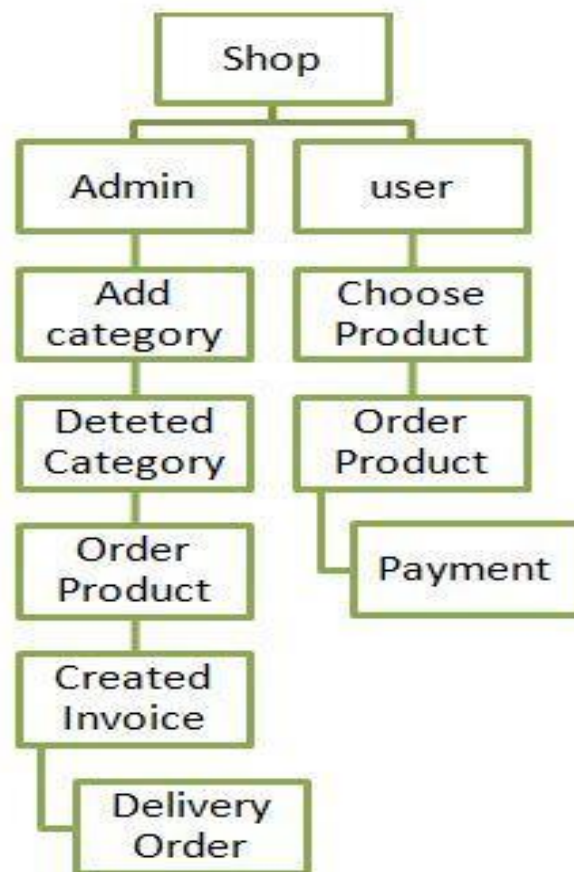 Shop
Admin
user
Add
category
Choose
Product
Deteted
Category
Order
Product
Order
Product
Payment
Created
Invoice
Delivery
Order